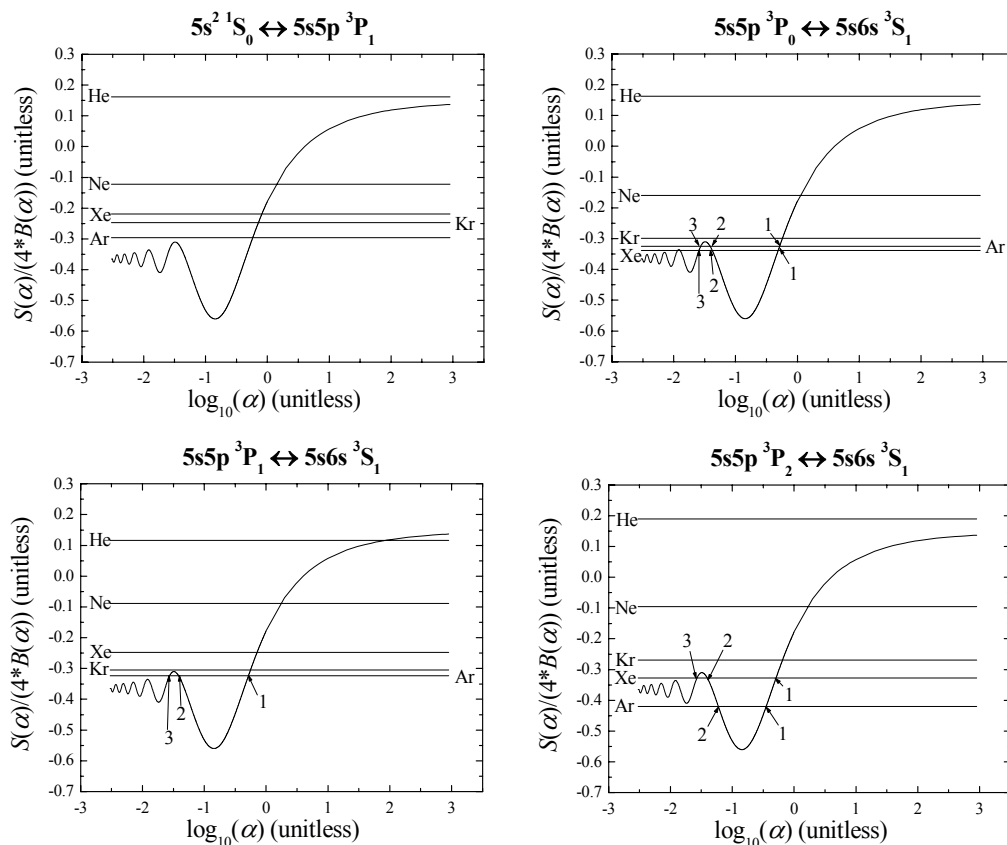 5s² ¹S₀ ↔ 5s5p ³P₁
S(α)/(4*B(α)) (unitless)
0.3
0.2
0.1
0.0
-0.1
-0.2
-0.3
-0.4
-0.5
-0.6
-0.7
He
Ne
Xe
Kr
Ar
-3 -2 -1 0 1 2 3
log₁₀(α) (unitless)
5s5p ³P₀ ↔ 5s6s ³S₁
S(α)/(4*B(α)) (unitless)
0.3
0.2
0.1
0.0
-0.1
-0.2
-0.3
-0.4
-0.5
-0.6
-0.7
He
Ne
3 2 1
Kr
Ar
Xe
3 2 1
-3 -2 -1 0 1 2 3
log₁₀(α) (unitless)
5s5p ³P₁ ↔ 5s6s ³S₁
S(α)/(4*B(α)) (unitless)
0.3
0.2
0.1
0.0
-0.1
-0.2
-0.3
-0.4
-0.5
-0.6
-0.7
He
Ne
Xe
Kr
Ar
3 2 1
-3 -2 -1 0 1 2 3
log₁₀(α) (unitless)
5s5p ³P₂ ↔ 5s6s ³S₁
S(α)/(4*B(α)) (unitless)
0.3
0.2
0.1
0.0
-0.1
-0.2
-0.3
-0.4
-0.5
-0.6
-0.7
He
Ne
3 2
Kr
Xe
1
Ar
2 1
-3 -2 -1 0 1 2 3
log₁₀(α) (unitless)